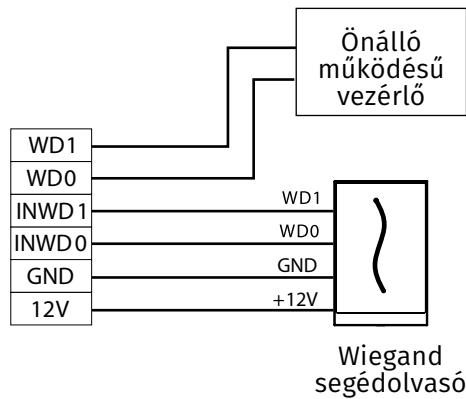 Önálló
működésű
vezérlő
WD1
WD0
INWD1
INWD0
GND
12V
WD1
WD0
GND
+12V
Wiegand
segédolvasó